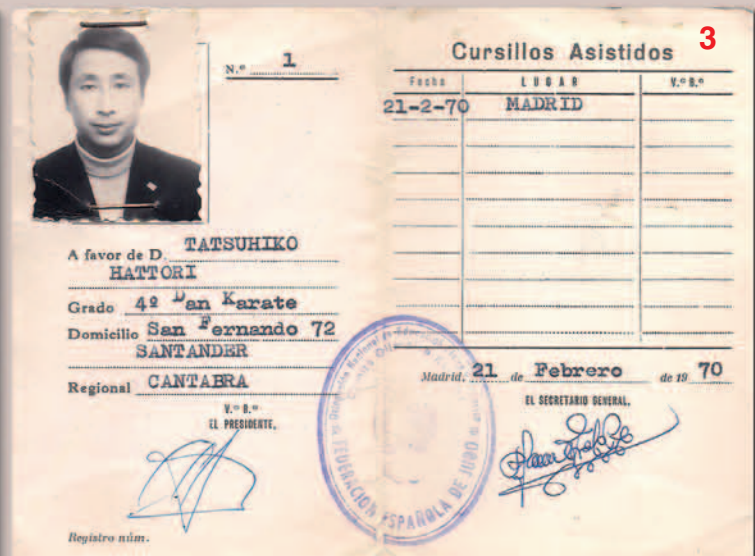 N.º 1
A favor de D. TATSUHIKO
HATTORI
Grado 4º Dan Karate
Domicilio San Fernando 72
SANTANDER
Regional CANTABRA
V.º B.º
EL PRESIDENTE,
Registro núm.
3
Cursillos Asistidos
Fecha LUGAR V.º B.º
21-2-70 MADRID
Madrid, 21 de Febrero de 19 70
EL SECRETARIO GENERAL,
FEDERACION ESPAÑOLA DE JUDO